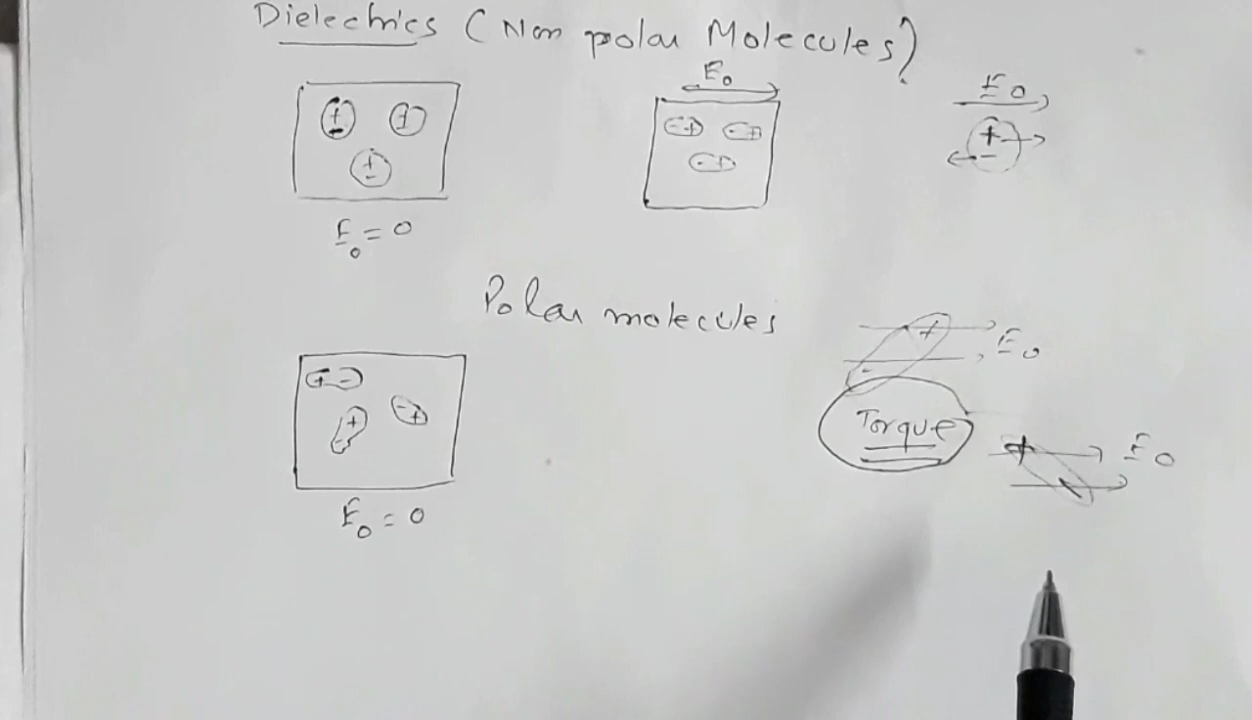 Dielectrics (Non polar Molecules)
E₀
E₀
+ - + + -
- + - + - +
+ -
E₀ = 0
Polar molecules
+ -
E₀
+ - - + + -
Torque
+ -
E₀
E₀ = 0